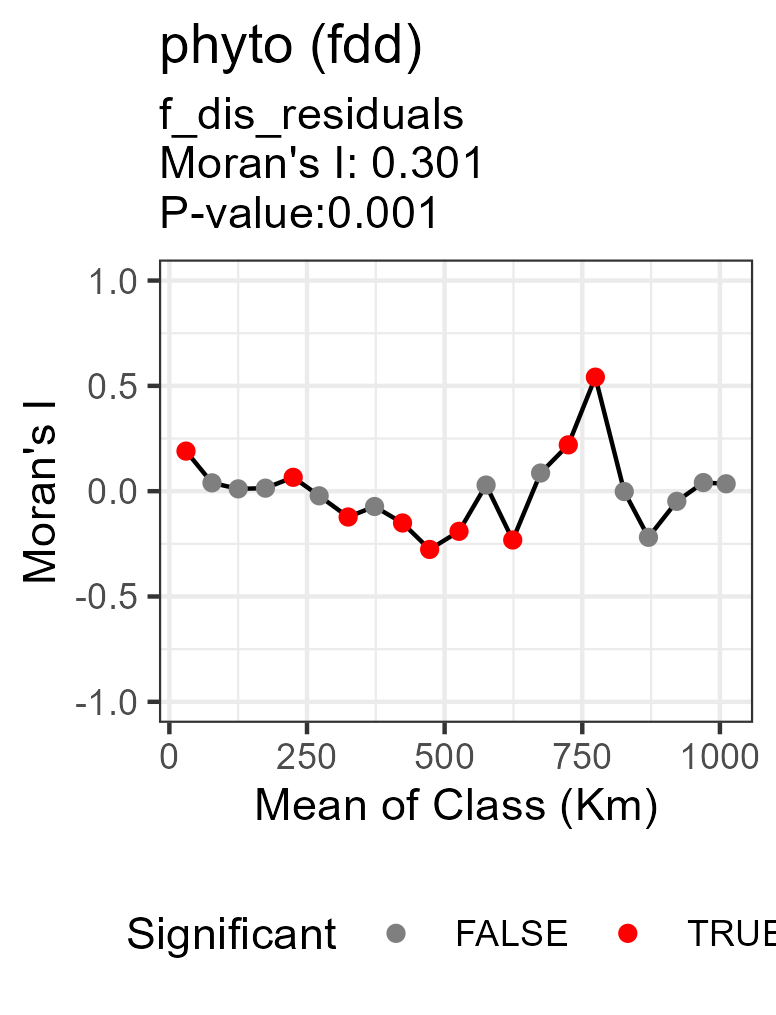 phyto (fdd)
f_dis_residuals
Moran's I: 0.301
P-value:0.001
Moran's I
1.0
0.5
0.0
-0.5
-1.0
0 250 500 750 1000
Mean of Class (Km)
Significant FALSE TRUE